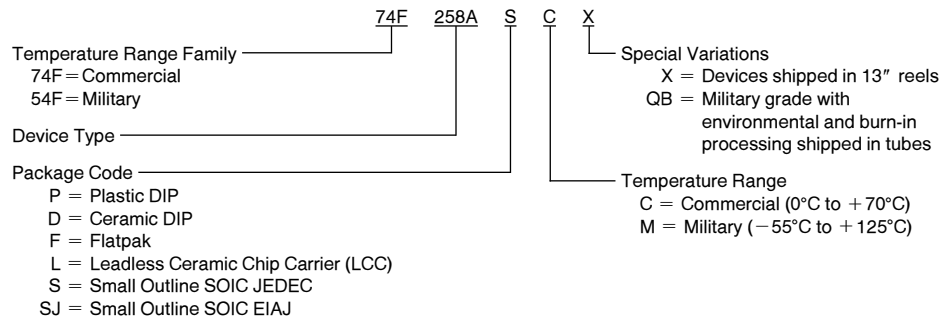 74F 258A S C X
Temperature Range Family
74F = Commercial
54F = Military
Device Type
Package Code
P = Plastic DIP
D = Ceramic DIP
F = Flatpak
L = Leadless Ceramic Chip Carrier (LCC)
S = Small Outline SOIC JEDEC
SJ = Small Outline SOIC EIAJ
Special Variations
X = Devices shipped in 13″ reels
QB = Military grade with
environmental and burn-in
processing shipped in tubes
Temperature Range
C = Commercial (0°C to +70°C)
M = Military (−55°C to +125°C)